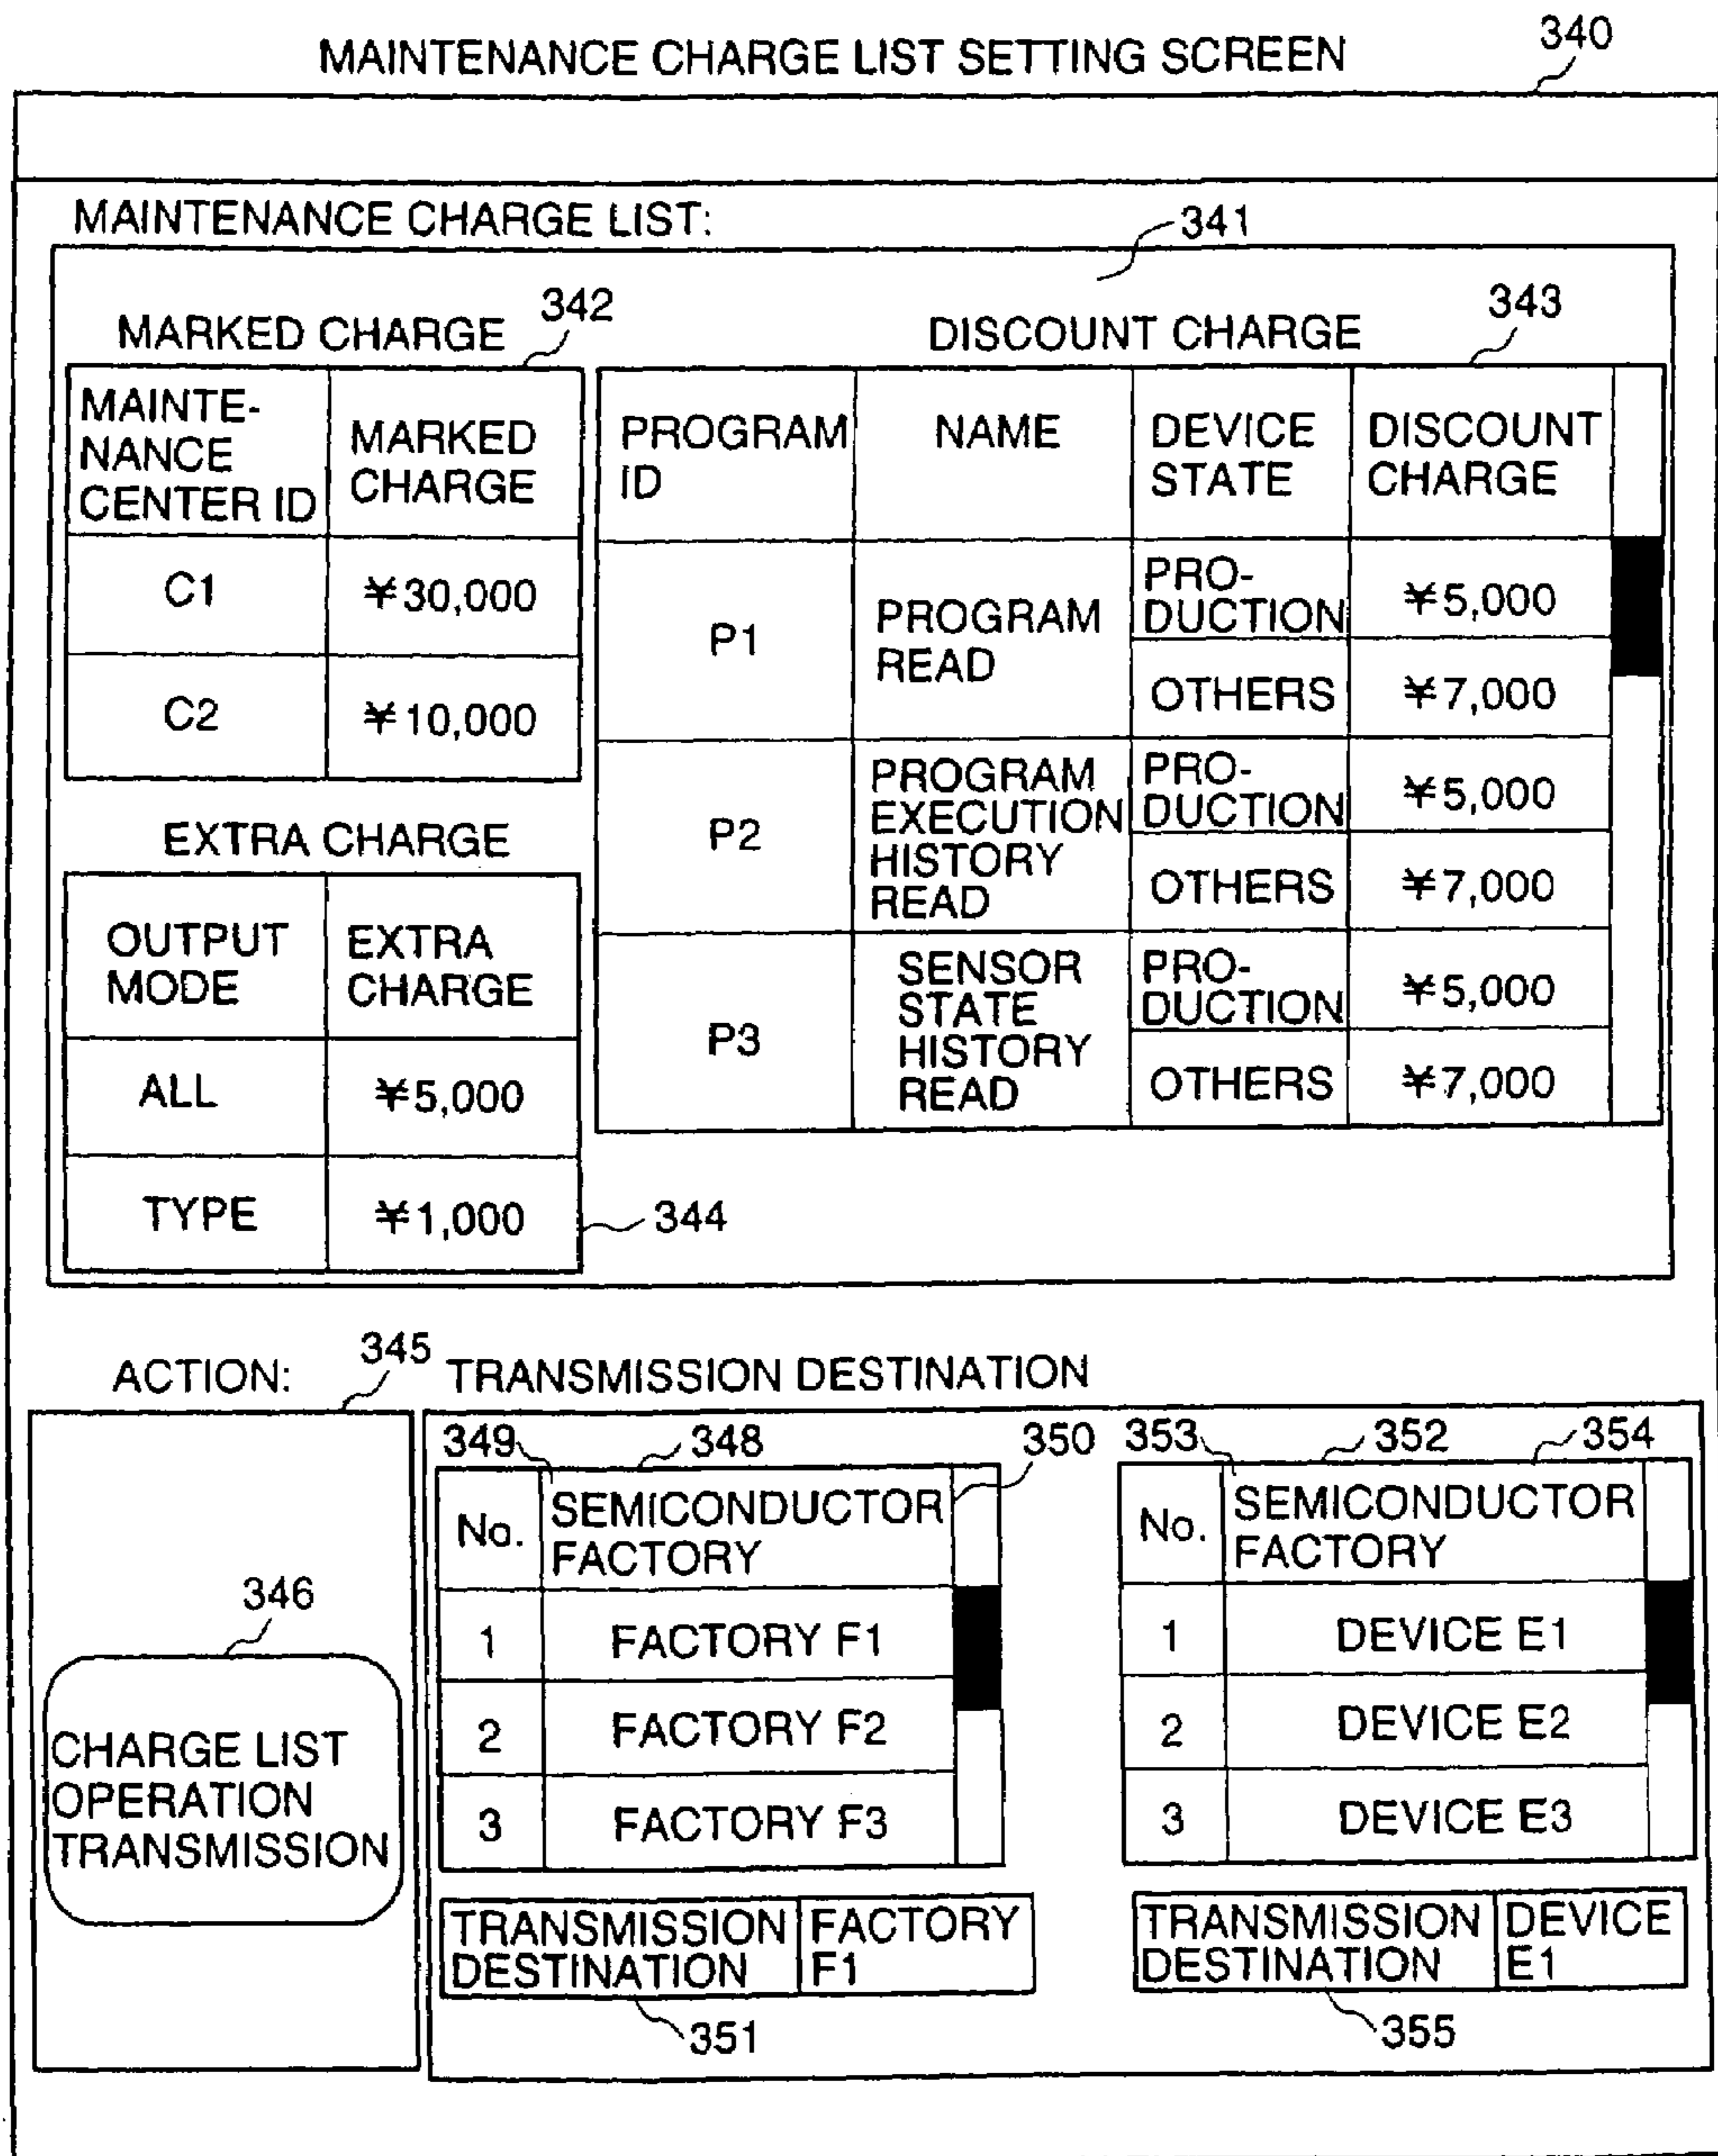 MAINTENANCE CHARGE LIST SETTING SCREEN
340
MAINTENANCE CHARGE LIST:
341
MARKED CHARGE
342
MAINTE-
NANCE
CENTER ID
MARKED
CHARGE
C1
¥30,000
C2
¥10,000
EXTRA CHARGE
OUTPUT
MODE
EXTRA
CHARGE
ALL
¥5,000
TYPE
¥1,000
344
DISCOUNT CHARGE
343
PROGRAM
ID
NAME
DEVICE
STATE
DISCOUNT
CHARGE
P1
PROGRAM
READ
PRO-
DUCTION
¥5,000
OTHERS
¥7,000
P2
PROGRAM
EXECUTION
HISTORY
READ
PRO-
DUCTION
¥5,000
OTHERS
¥7,000
P3
SENSOR
STATE
HISTORY
READ
PRO-
DUCTION
¥5,000
OTHERS
¥7,000
ACTION:
345
346
CHARGE LIST
OPERATION
TRANSMISSION
TRANSMISSION DESTINATION
349
348
350
No.
SEMICONDUCTOR
FACTORY
1
FACTORY F1
2
FACTORY F2
3
FACTORY F3
TRANSMISSION
DESTINATION
FACTORY
F1
351
353
352
354
No.
SEMICONDUCTOR
FACTORY
1
DEVICE E1
2
DEVICE E2
3
DEVICE E3
TRANSMISSION
DESTINATION
DEVICE
E1
355